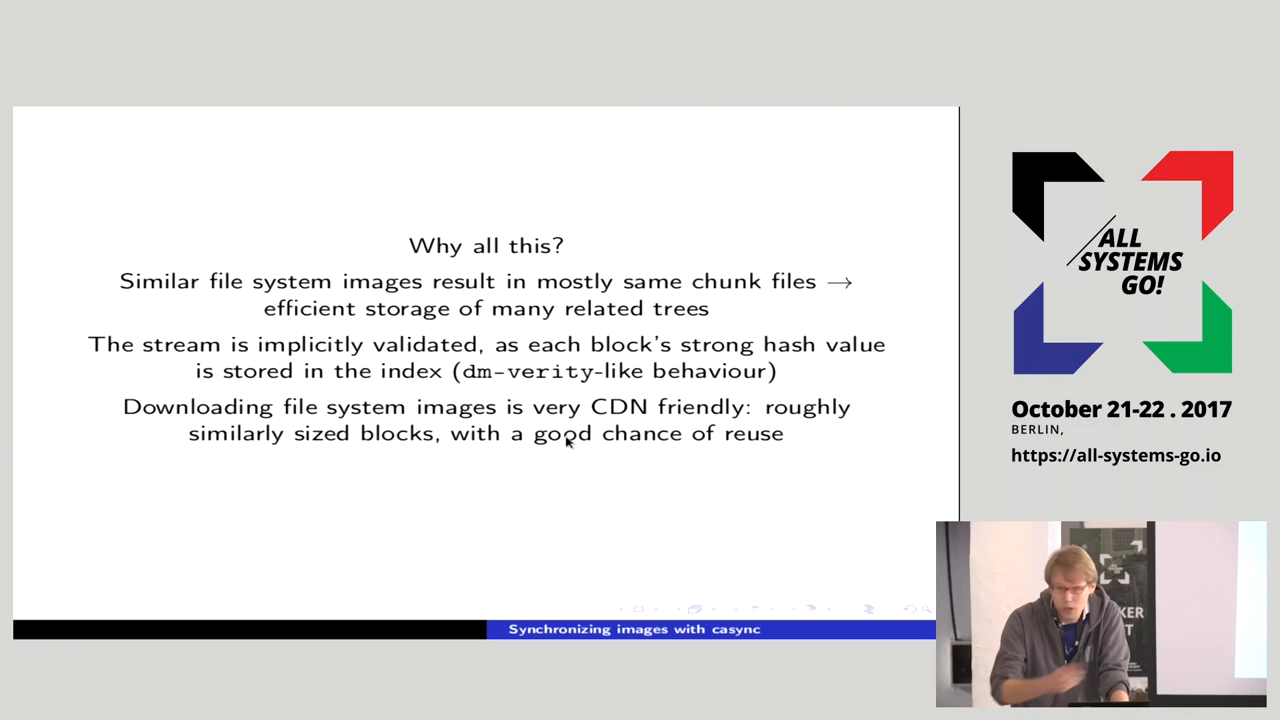 Why all this?
Similar file system images result in mostly same chunk files →
efficient storage of many related trees
The stream is implicitly validated, as each block's strong hash value
is stored in the index (dm-verity-like behaviour)
Downloading file system images is very CDN friendly: roughly
similarly sized blocks, with a good chance of reuse
Synchronizing images with casync
ALL
SYSTEMS
GO!
October 21-22 . 2017
BERLIN,
https://all-systems-go.io